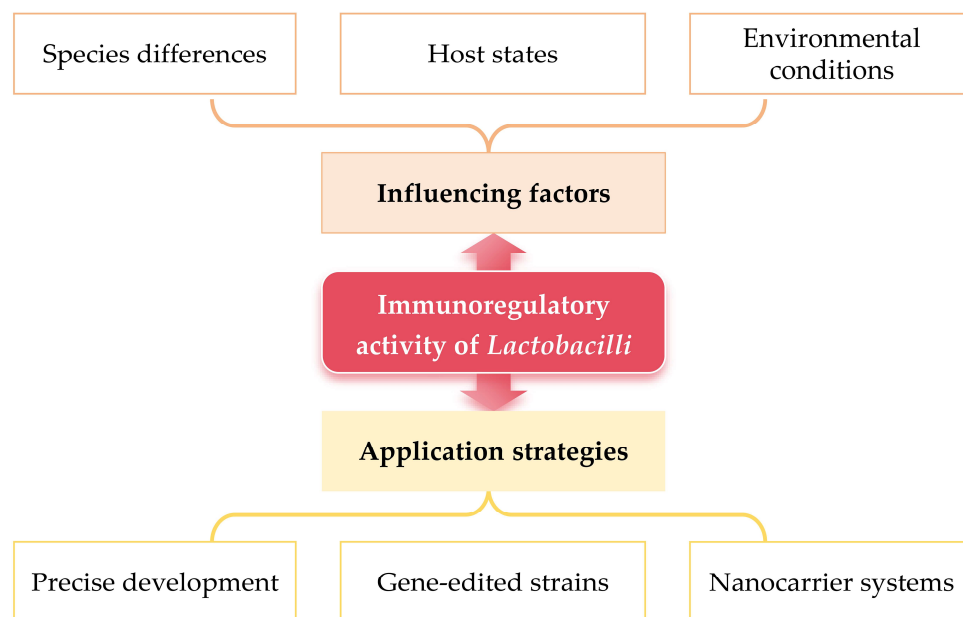 Species differences
Host states
Environmental
conditions
Influencing factors
Immunoregulatory
activity of Lactobacilli
Application strategies
Precise development
Gene-edited strains
Nanocarrier systems